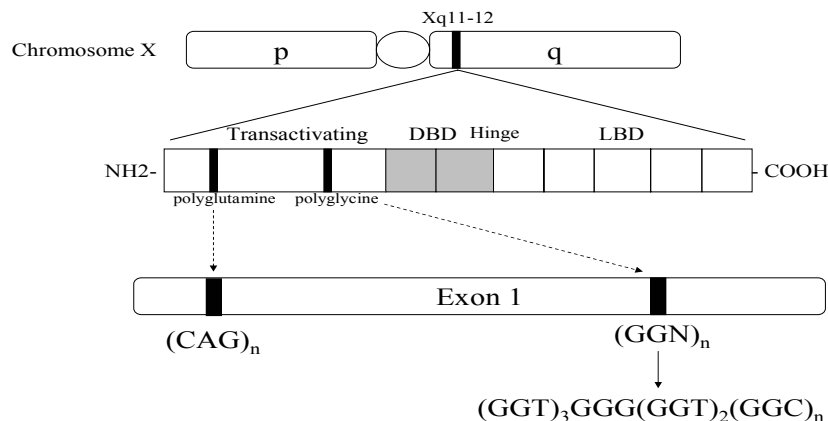 Xq11-12
Chromosome X p q
Transactivating DBD Hinge LBD
NH2- - COOH
polyglutamine polyglycine
Exon 1
(CAG)n (GGN)n
(GGT)3GGG(GGT)2(GGC)n